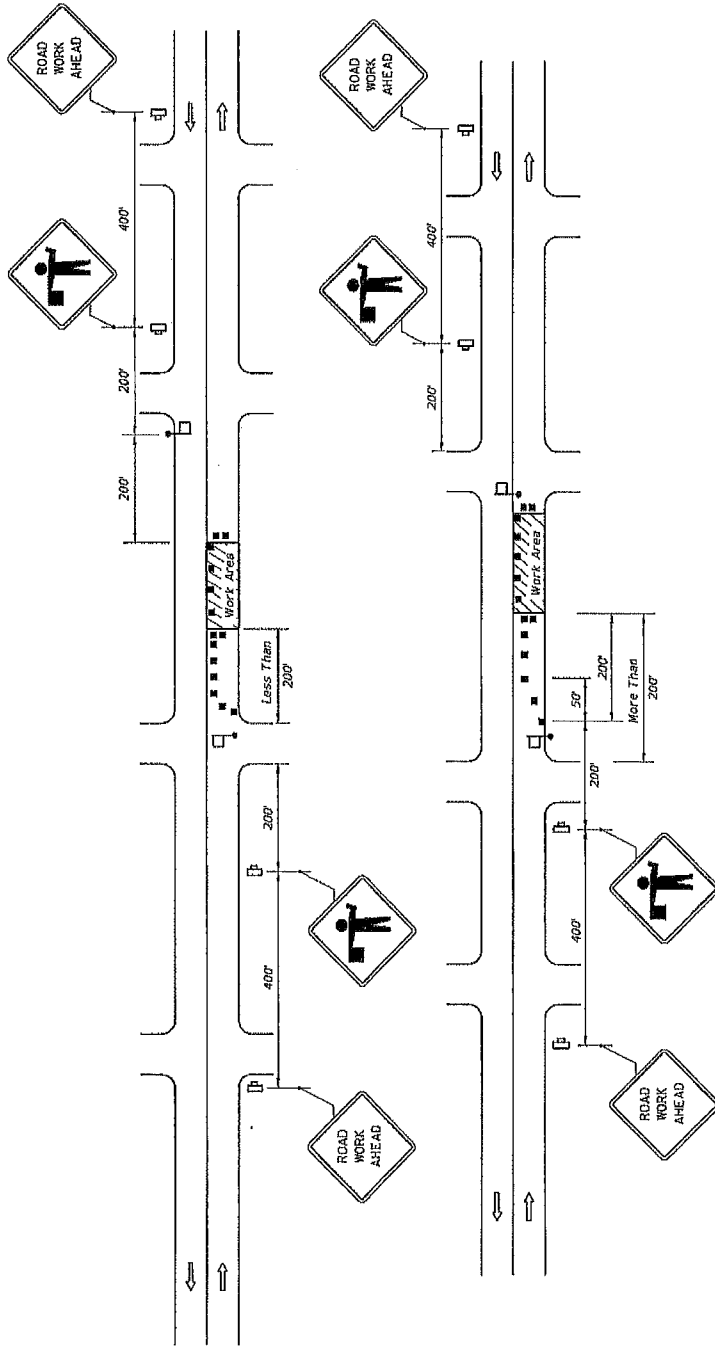 ROAD
WORK
AHEAD
400'
200'
200'
Work Area
Less Than
200'
200'
400'
ROAD
WORK
AHEAD
ROAD
WORK
AHEAD
400'
200'
Work Area
200'
More Than
200'
50'
200'
400'
ROAD
WORK
AHEAD